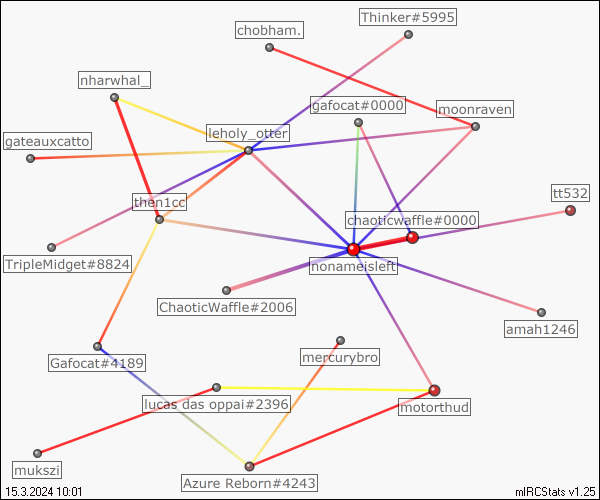 Thinker#5995
chobham.
nharwhal_
gafocat#0000
moonraven
leholy_otter
gateauxcatto
tt532
then1cc
chaoticwaffle#0000
TripleMidget#8824
nonameisleft
ChaoticWaffle#2006
amah1246
mercurybro
Gafocat#4189
lucas das oppai#2396
motorthud
mukszi
Azure Reborn#4243
15.3.2024 10:01
mIRCStats v1.25